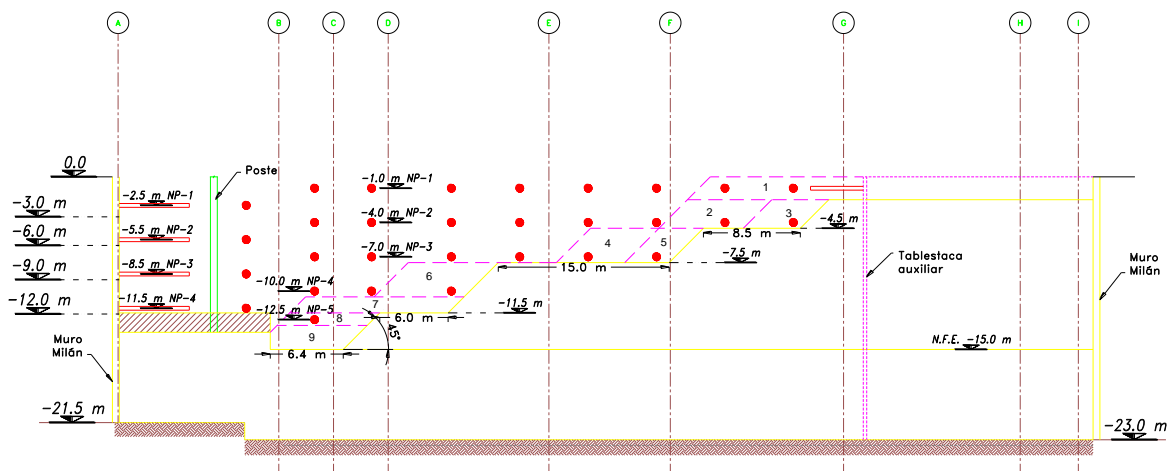 A B C D E F G H I
0.0
Poste
-2.5 m NP-1
-1.0 m NP-1
1
-3.0 m
-4.0 m NP-2
2
3
-4.5 m
8.5 m
-5.5 m NP-2
-6.0 m
4
5
-7.0 m NP-3
-7.5 m
15.0 m
-8.5 m NP-3
-9.0 m
6
-10.0 m NP-4
Tablestaca
auxiliar
Muro
Milán
-11.5 m NP-4
-12.0 m
-12.5 m NP-5
7
8
-11.5 m
6.0 m
9
45°
6.4 m
Muro
Milán
N.F.E. -15.0 m
-21.5 m
-23.0 m